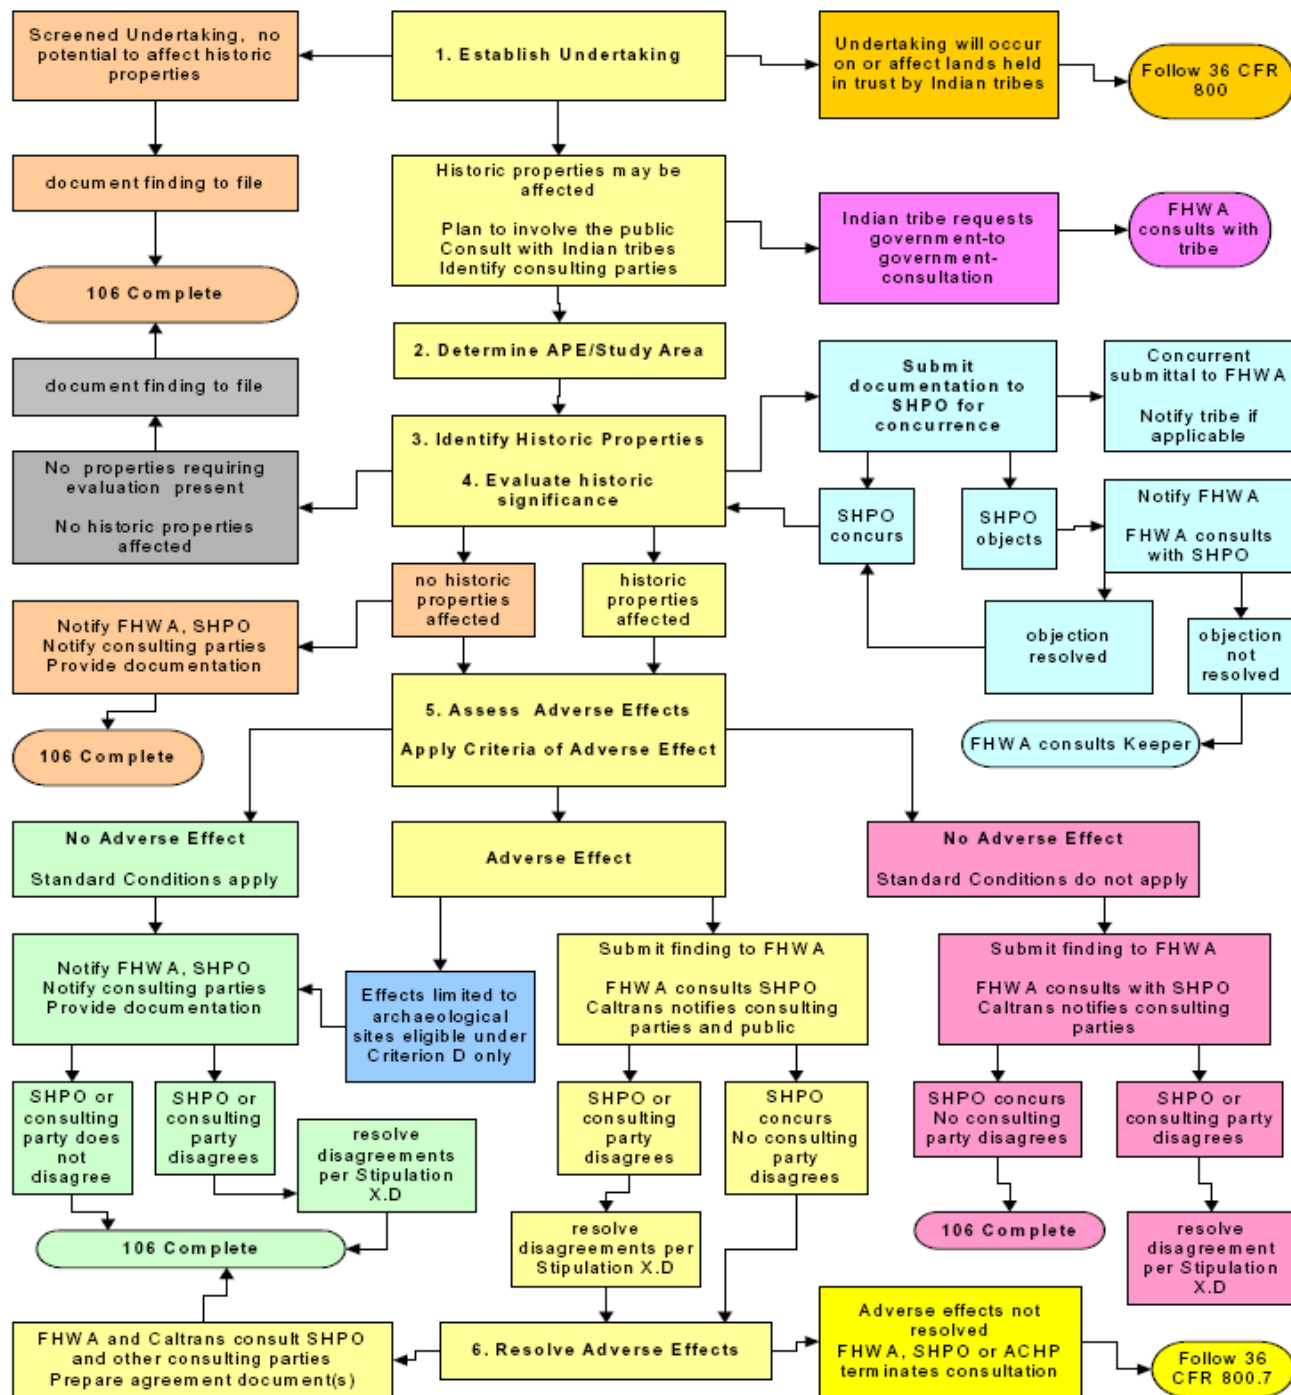 Screened Undertaking, no
potential to affect historic
properties
1. Establish Undertaking
Undertaking will occur
on or affect lands held
in trust by Indian tribes
Follow 36 CFR
800
document finding to file
Historic properties may be
affected
Plan to involve the public
Consult with Indian tribes
Identify consulting parties
Indian tribe requests
government-to
government-
consultation
FHWA
consults with
tribe
106 Complete
2. Determine APE/Study Area
document finding to file
Submit
documentation to
SHPO for
concurrence
Concurrent
submittal to FHWA
Notify tribe if
applicable
3. Identify Historic Properties
4. Evaluate historic
significance
No properties requiring
evaluation present
No historic properties
affected
SHPO
concurs
SHPO
objects
Notify FHWA
FHWA consults
with SHPO
no historic
properties
affected
historic
properties
affected
Notify FHWA, SHPO
Notify consulting parties
Provide documentation
objection
resolved
objection
not
resolved
5. Assess Adverse Effects
Apply Criteria of Adverse Effect
106 Complete
FHWA consults Keeper
No Adverse Effect
Standard Conditions apply
Adverse Effect
No Adverse Effect
Standard Conditions do not apply
Notify FHWA, SHPO
Notify consulting parties
Provide documentation
Effects limited to
archaeological
sites eligible under
Criterion D only
Submit finding to FHWA
FHWA consults SHPO
Caltrans notifies consulting
parties and public
Submit finding to FHWA
FHWA consults with SHPO
Caltrans notifies consulting
parties
SHPO or
consulting
party does
not
disagree
SHPO or
consulting
party
disagrees
resolve
disagreements
per Stipulation
X.D
SHPO or
consulting
party
disagrees
SHPO
concurs
No consulting
party
disagrees
SHPO concurs
No consulting
party disagrees
SHPO or
consulting party
disagrees
106 Complete
resolve
disagreements per
Stipulation X.D
106 Complete
resolve
disagreement
per Stipulation
X.D
FHWA and Caltrans consult SHPO
and other consulting parties
Prepare agreement document(s)
6. Resolve Adverse Effects
Adverse effects not
resolved
FHWA, SHPO or ACHP
terminates consultation
Follow 36
CFR 800.7